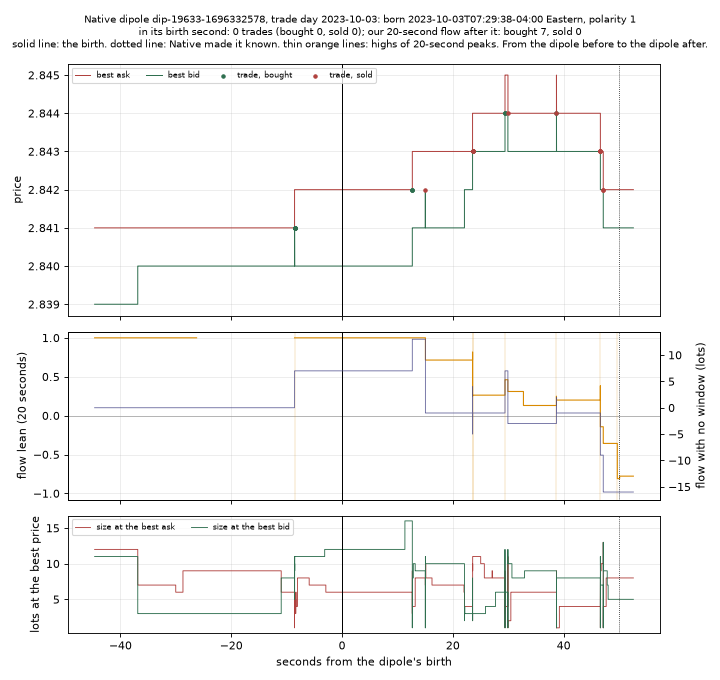 Native dipole dip-19633-1696332578, trade day 2023-10-03: born 2023-10-03T07:29:38-04:00 Eastern, polarity 1
in its birth second: 0 trades (bought 0, sold 0); our 20-second flow after it: bought 7, sold 0
solid line: the birth. dotted line: Native made it known. thin orange lines: highs of 20-second peaks. From the dipole before to the dipole after.
best ask best bid trade, bought trade, sold
2.845
2.844
2.843
2.842
2.841
2.840
2.839
price
1.0
0.5
0.0
−0.5
−1.0
flow lean (20 seconds)
10
5
0
−5
−10
−15
flow with no window (lots)
size at the best ask size at the best bid
15
10
5
lots at the best price
−40 −20 0 20 40
seconds from the dipole's birth